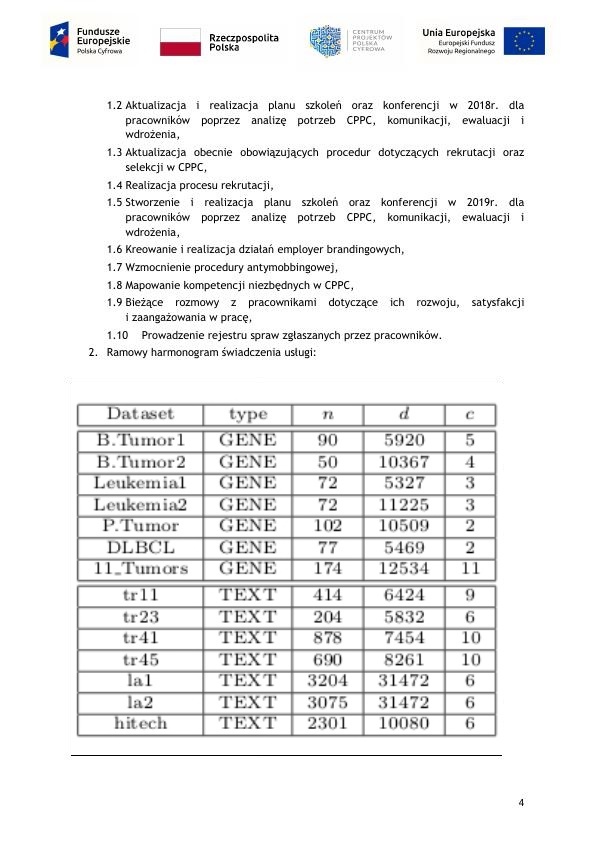 Fundusze
Europejskie
Polska Cyfrowa
Rzeczpospolita
Polska
CENTRUM
PROJEKTÓW
POLSKA
CYFROWA
Unia Europejska
Europejski Fundusz
Rozwoju Regionalnego
1.2 Aktualizacja i realizacja planu szkoleń oraz konferencji w 2018r. dla
pracowników poprzez analizę potrzeb CPPC, komunikacji, ewaluacji i
wdrożenia,
1.3 Aktualizacja obecnie obowiązujących procedur dotyczących rekrutacji oraz
selekcji w CPPC,
1.4 Realizacja procesu rekrutacji,
1.5 Stworzenie i realizacja planu szkoleń oraz konferencji w 2019r. dla
pracowników poprzez analizę potrzeb CPPC, komunikacji, ewaluacji i
wdrożenia,
1.6 Kreowanie i realizacja działań employer brandingowych,
1.7 Wzmocnienie procedury antymobbingowej,
1.8 Mapowanie kompetencji niezbędnych w CPPC,
1.9 Bieżące rozmowy z pracownikami dotyczące ich rozwoju, satysfakcji
i zaangażowania w pracę,
1.10 Prowadzenie rejestru spraw zgłaszanych przez pracowników.
2. Ramowy harmonogram świadczenia usługi:
Dataset type n d c
B.Tumor1 GENE 90 5920 5
B.Tumor2 GENE 50 10367 4
Leukemia1 GENE 72 5327 3
Leukemia2 GENE 72 11225 3
P.Tumor GENE 102 10509 2
DLBCL GENE 77 5469 2
11_Tumors GENE 174 12534 11
tr11 TEXT 414 6424 9
tr23 TEXT 204 5832 6
tr41 TEXT 878 7454 10
tr45 TEXT 690 8261 10
la1 TEXT 3204 31472 6
la2 TEXT 3075 31472 6
hitech TEXT 2301 10080 6
4